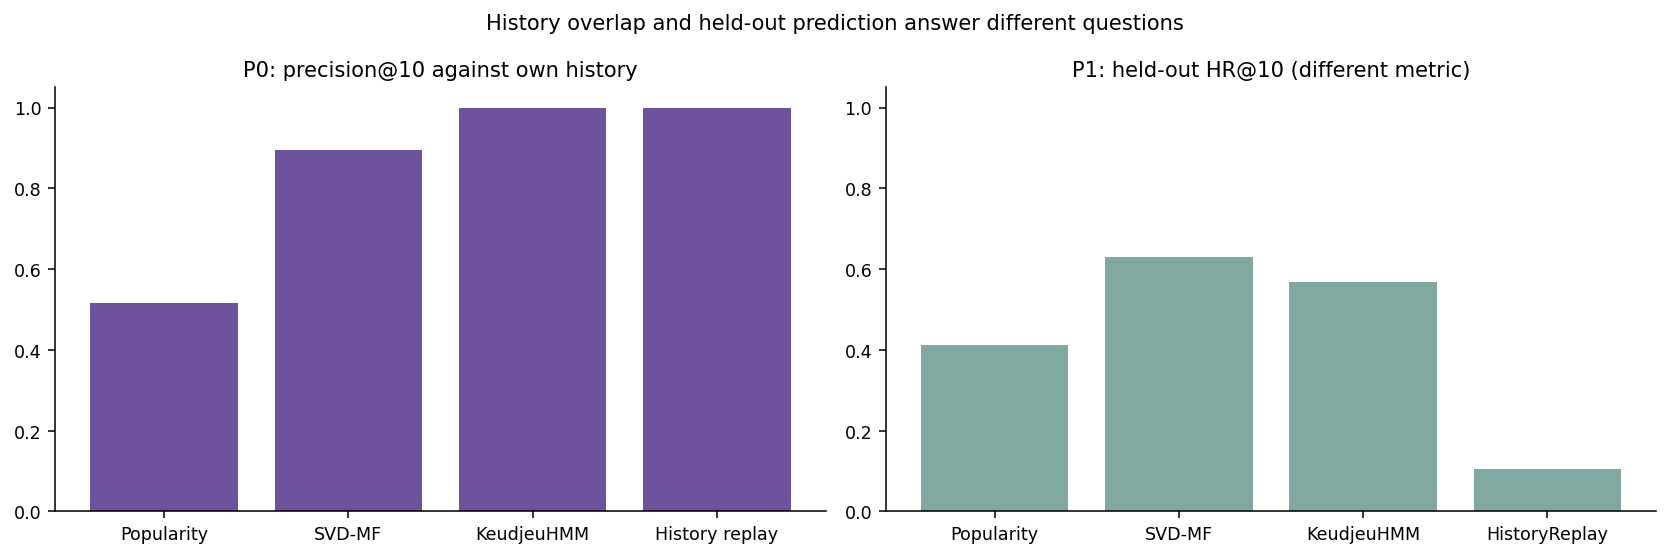 History overlap and held-out prediction answer different questions
P0: precision@10 against own history
1.0
0.8
0.6
0.4
0.2
0.0
Popularity
SVD-MF
KeudjeuHMM
History replay
P1: held-out HR@10 (different metric)
1.0
0.8
0.6
0.4
0.2
0.0
Popularity
SVD-MF
KeudjeuHMM
HistoryReplay